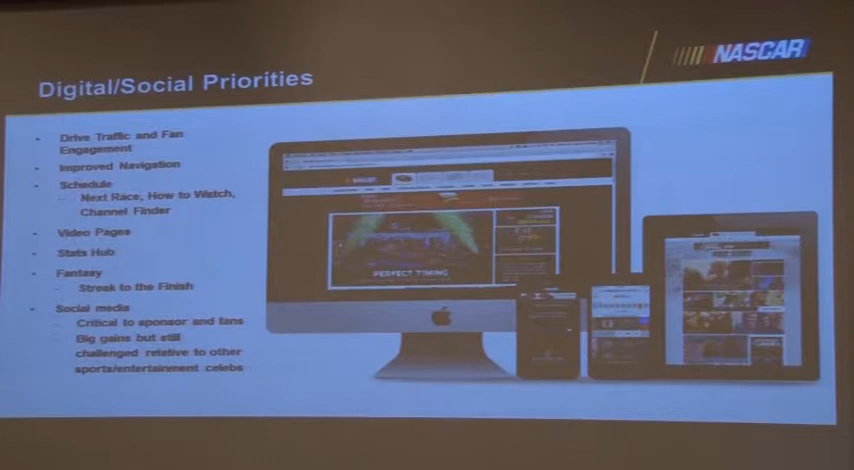 NASCAR
Digital/Social Priorities
Drive Traffic and Fan
Engagement
Improved Navigation
Schedule
Next Race, How to Watch,
Channel Finder
Video Pages
Stats Hub
Fantasy
Streak to the Finish
Social media
Critical to sponsor and fans
Big gains but still
challenged relative to other
sports/entertainment celebs
PERFECT TIMING